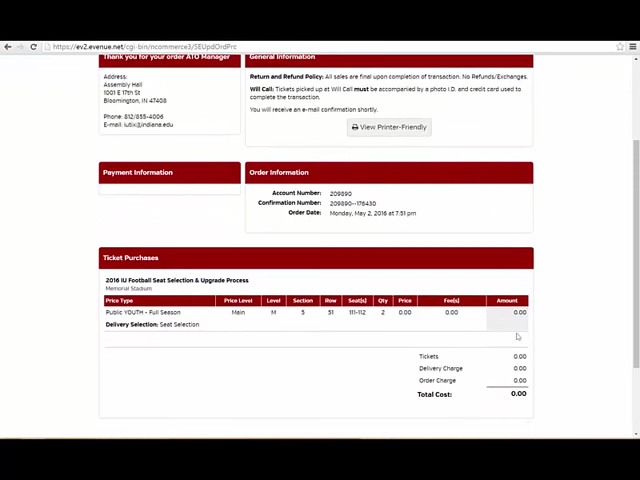 https://ev2.evenue.net/cgi-bin/ncommerce3/SEUpdOrdPrc
Thank you for your order ATO Manager
General Information
Address:
Assembly Hall
1001 E 17th St
Bloomington, IN 47408
Phone: 812/855-4006
E-mail: iutix@indiana.edu
Return and Refund Policy: All sales are final upon completion of transaction. No Refunds/Exchanges.
Will Call: Tickets picked up at Will Call must be accompanied by a photo I.D. and credit card used to
complete the transaction.
You will receive an e-mail confirmation shortly.
View Printer-Friendly
Payment Information
Order Information
Account Number: 209890
Confirmation Number: 209890--176430
Order Date: Monday, May 2, 2016 at 7:51 pm
Ticket Purchases
2016 IU Football Seat Selection & Upgrade Process
Memorial Stadium
Price Type Price Level Level Section Row Seat(s) Qty Price Fee(s) Amount
Public YOUTH - Full Season Main M 5 51 111-112 2 0.00 0.00 0.00
Delivery Selection: Seat Selection
Tickets 0.00
Delivery Charge 0.00
Order Charge 0.00
Total Cost: 0.00